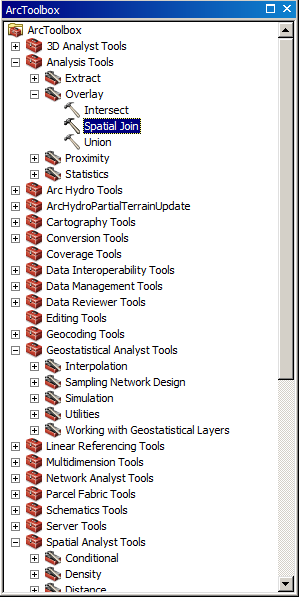 ArcToolbox
ArcToolbox
3D Analyst Tools
Analysis Tools
Extract
Overlay
Intersect
Spatial Join
Union
Proximity
Statistics
Arc Hydro Tools
ArcHydroPartialTerrainUpdate
Cartography Tools
Conversion Tools
Coverage Tools
Data Interoperability Tools
Data Management Tools
Data Reviewer Tools
Editing Tools
Geocoding Tools
Geostatistical Analyst Tools
Interpolation
Sampling Network Design
Simulation
Utilities
Working with Geostatistical Layers
Linear Referencing Tools
Multidimension Tools
Network Analyst Tools
Parcel Fabric Tools
Schematics Tools
Server Tools
Spatial Analyst Tools
Conditional
Density
Distance